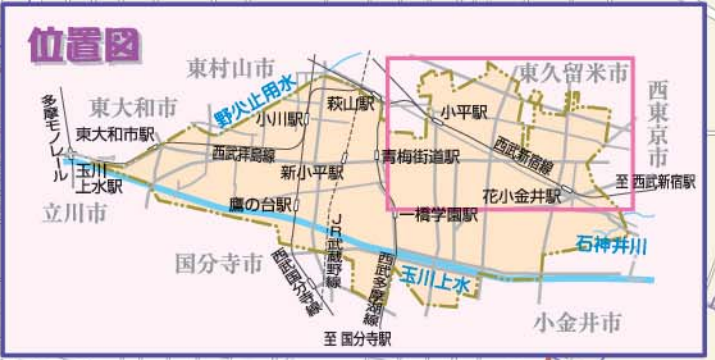 位置図
東村山市
東久留米市
野火止用水
萩山駅
多摩モノレール
東大和市
小川駅
小平駅
西東京市
東大和市駅
西武拝島線
青梅街道駅
西武新宿線
玉川上水駅
新小平駅
至 西武新宿駅
花小金井駅
立川市
鷹の台駅
一橋学園駅
JR武蔵野線
石神井川
国分寺市
西武国分寺線
西武多摩湖線
玉川上水
小金井市
至 国分寺駅